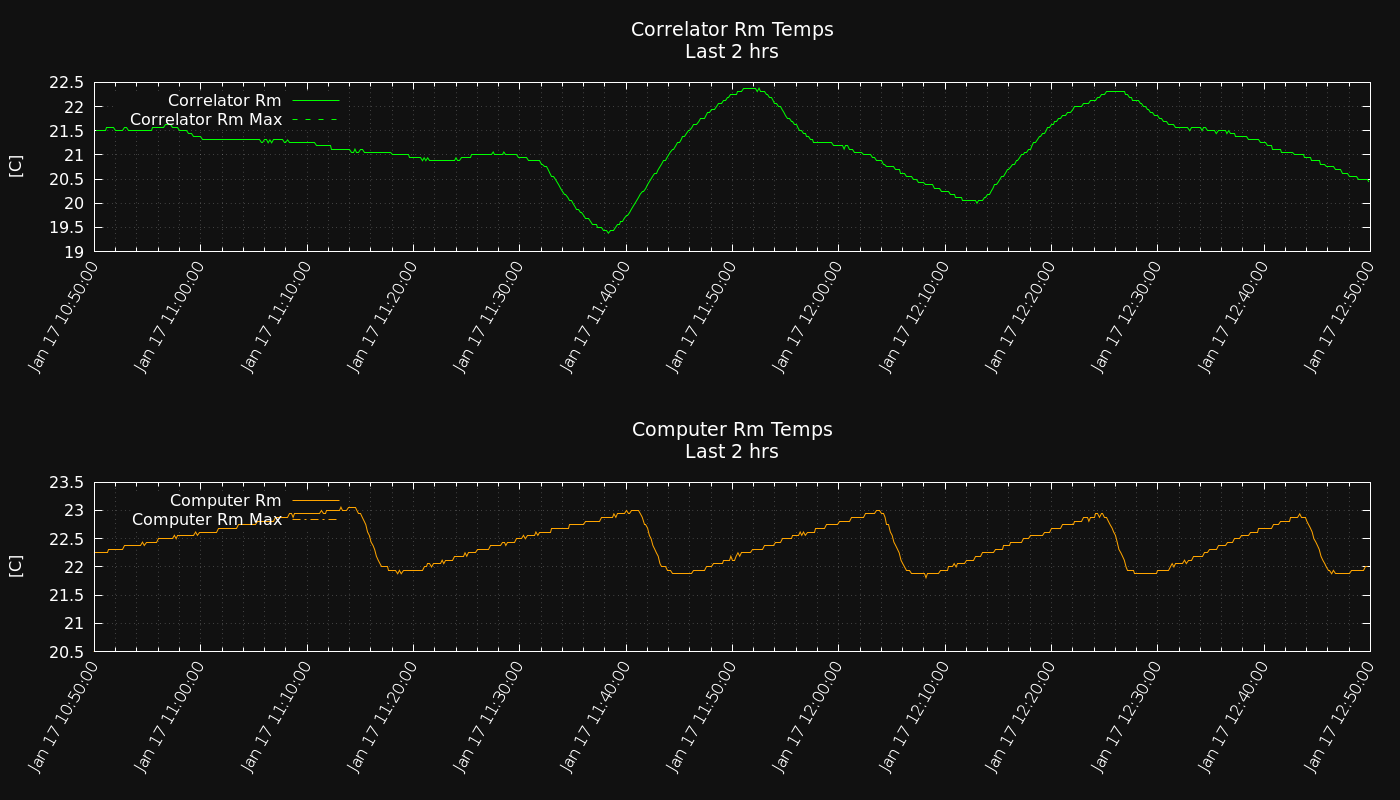 Correlator Rm Temps
Last 2 hrs
22.5
22
21.5
21
20.5
20
19.5
19
[C]
Correlator Rm
Correlator Rm Max
Jan 17 10:50:00
Jan 17 11:00:00
Jan 17 11:10:00
Jan 17 11:20:00
Jan 17 11:30:00
Jan 17 11:40:00
Jan 17 11:50:00
Jan 17 12:00:00
Jan 17 12:10:00
Jan 17 12:20:00
Jan 17 12:30:00
Jan 17 12:40:00
Jan 17 12:50:00
Computer Rm Temps
Last 2 hrs
23.5
23
22.5
22
21.5
21
20.5
[C]
Computer Rm
Computer Rm Max
Jan 17 10:50:00
Jan 17 11:00:00
Jan 17 11:10:00
Jan 17 11:20:00
Jan 17 11:30:00
Jan 17 11:40:00
Jan 17 11:50:00
Jan 17 12:00:00
Jan 17 12:10:00
Jan 17 12:20:00
Jan 17 12:30:00
Jan 17 12:40:00
Jan 17 12:50:00